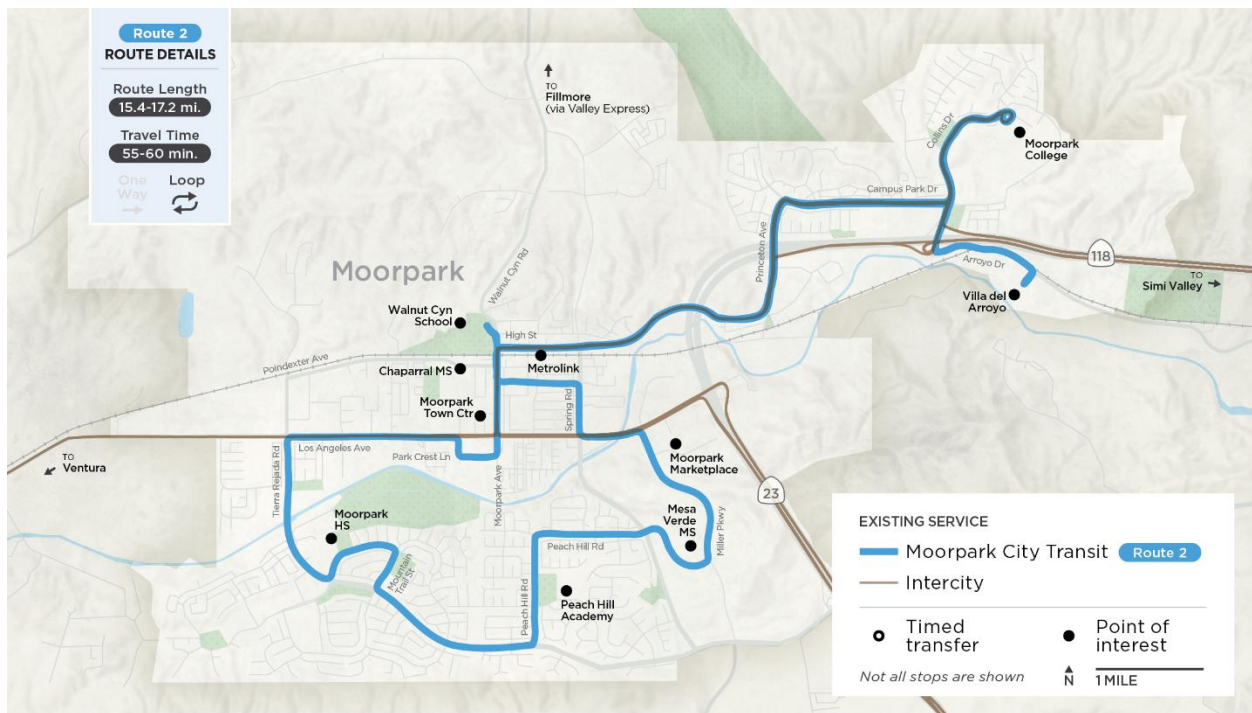 Route 2
ROUTE DETAILS
Route Length
15.4-17.2 mi.
Travel Time
55-60 min.
One
Way
Loop
TO
Fillmore
(via Valley Express)
Collins Dr
Moorpark
College
Campus Park Dr
Princeton Ave
118
Arroyo Dr
TO
Simi Valley
Villa del
Arroyo
Moorpark
Walnut Cyn Rd
Walnut Cyn
School
High St
Poindexter Ave
Metrolink
Chaparral MS
Moorpark
Town Ctr
Spring Rd
Los Angeles Ave
Park Crest Ln
TO
Ventura
Tierra Rejada Rd
Moorpark Ave
Moorpark
Marketplace
23
Moorpark
HS
Mesa
Verde
MS
Miller Pkwy
Peach Hill Rd
Mountain
Trail St
Peach Hill Rd
Peach Hill
Academy
EXISTING SERVICE
Moorpark City Transit Route 2
Intercity
Timed
transfer
Point of
interest
Not all stops are shown
N
1 MILE